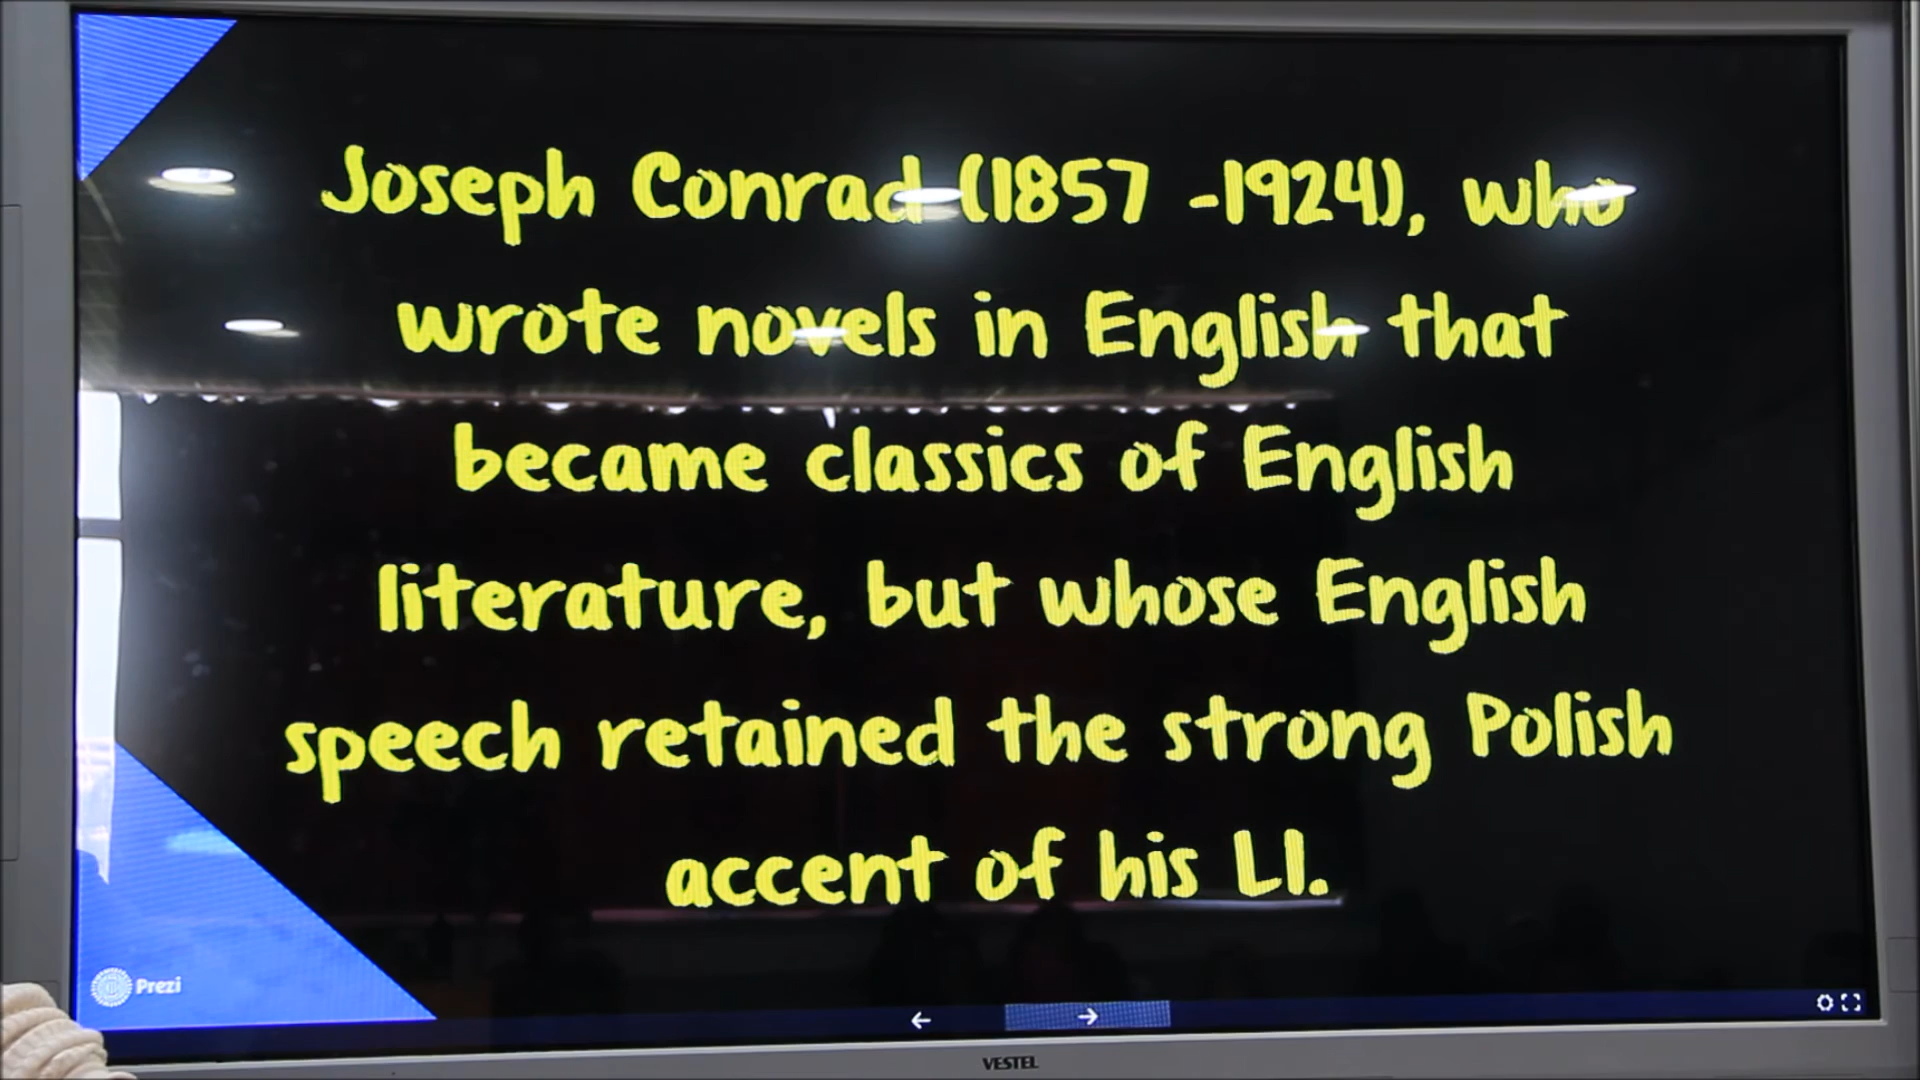 Joseph Conrad (1857 -1924), who
wrote novels in English that
became classics of English
literature, but whose English
speech retained the strong Polish
accent of his L1.
Prezi
VESTEL